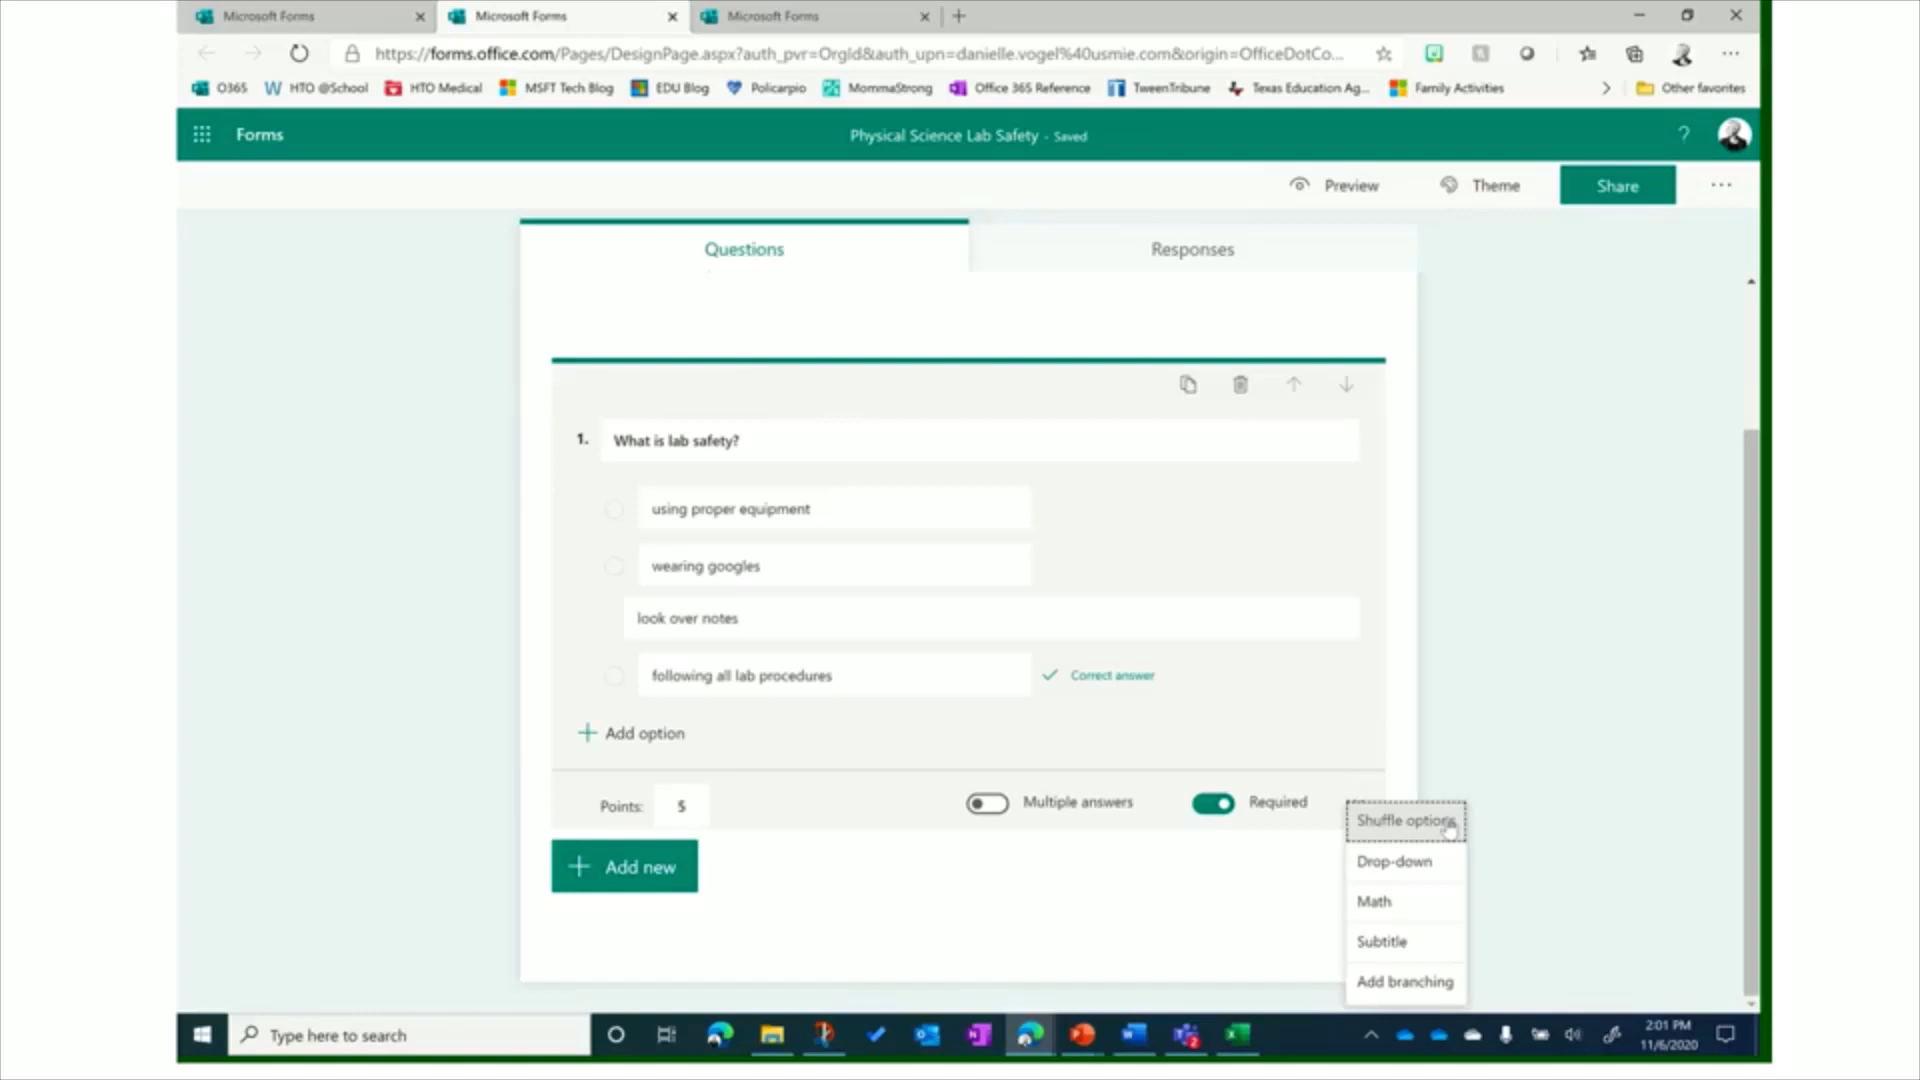 Microsoft Forms
Microsoft Forms
Microsoft Forms
https://forms.office.com/Pages/DesignPage.aspx?auth_pvr=OrgId&auth_upn=danielle.vogel%40usmie.com&origin=OfficeDotCo...
O365
HTO @School
HTO Medical
MSFT Tech Blog
EDU Blog
Policarpio
MommaStrong
Office 365 Reference
TweenTribune
Texas Education Ag...
Family Activities
Other favorites
Forms
Physical Science Lab Safety - Saved
?
Preview
Theme
Share
Questions
Responses
1. What is lab safety?
using proper equipment
wearing googles
look over notes
following all lab procedures
Correct answer
Add option
Points: 5
Multiple answers
Required
Shuffle options
Drop-down
Math
Subtitle
Add branching
Add new
Type here to search
2
2:01 PM
11/6/2020